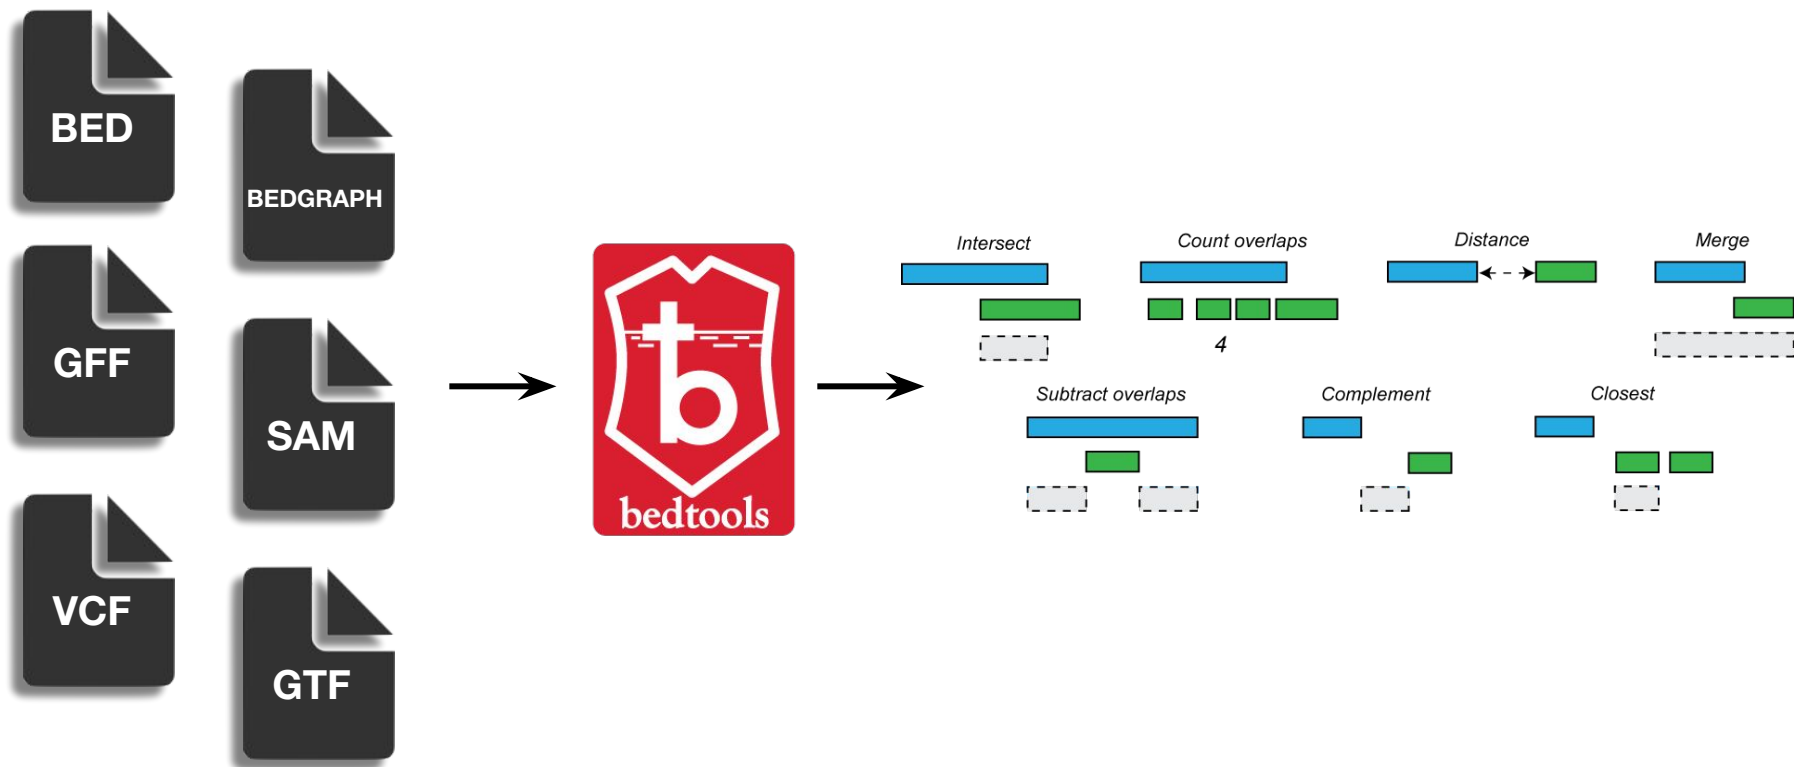 BED
BEDGRAPH
GFF
SAM
VCF
GTF
b
bedtools
Intersect
Count overlaps
4
Distance
Merge
Subtract overlaps
Complement
Closest